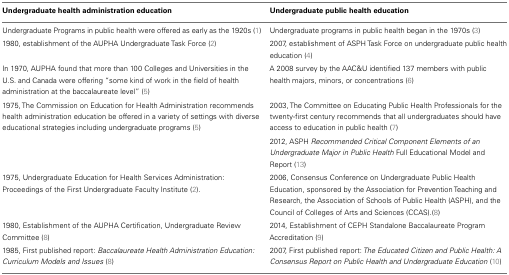 Undergraduate health administration education
Undergraduate public health education
Undergraduate Programs in public health were offered as early as the 1920s (1)
Undergraduate programs in public health began in the 1970s (3)
1980, establishment of the AUPHA Undergraduate Task Force (2)
2007, establishment of ASPH Task Force on undergraduate public health
education (4)
In 1970, AUPHA found that more than 100 Colleges and Universities in the
U.S. and Canada were offering "some kind of work in the field of health
administration at the baccalaureate level" (5)
A 2008 survey by the AAC&U identified 137 members with public
health majors, minors, or concentrations (6)
1975, The Commission on Education for Health Administration recommends
health administration education be offered in a variety of settings with diverse
educational strategies including undergraduate programs (5)
2003, The Committee on Educating Public Health Professionals for the
twenty-first century recommends that all undergraduates should have
access to education in public health (7)
2012, ASPH Recommended Critical Component Elements of an
Undergraduate Major in Public Health Full Educational Model and
Report (13)
1975, Undergraduate Education for Health Services Administration:
Proceedings of the First Undergraduate Faculty Institute (2).
2006, Consensus Conference on Undergraduate Public Health
Education, sponsored by the Association for Prevention Teaching and
Research, the Association of Schools of Public Health (ASPH), and the
Council of Colleges of Arts and Sciences (CCAS).(8)
1980, Establishment of the AUPHA Certification, Undergraduate Review
Committee (8)
2014, Establishment of CEPH Standalone Baccalaureate Program
Accreditation (9)
1985, First published report: Baccalaureate Health Administration Education:
Curriculum Models and Issues (8)
2007, First published report: The Educated Citizen and Public Health: A
Consensus Report on Public Health and Undergraduate Education (10)